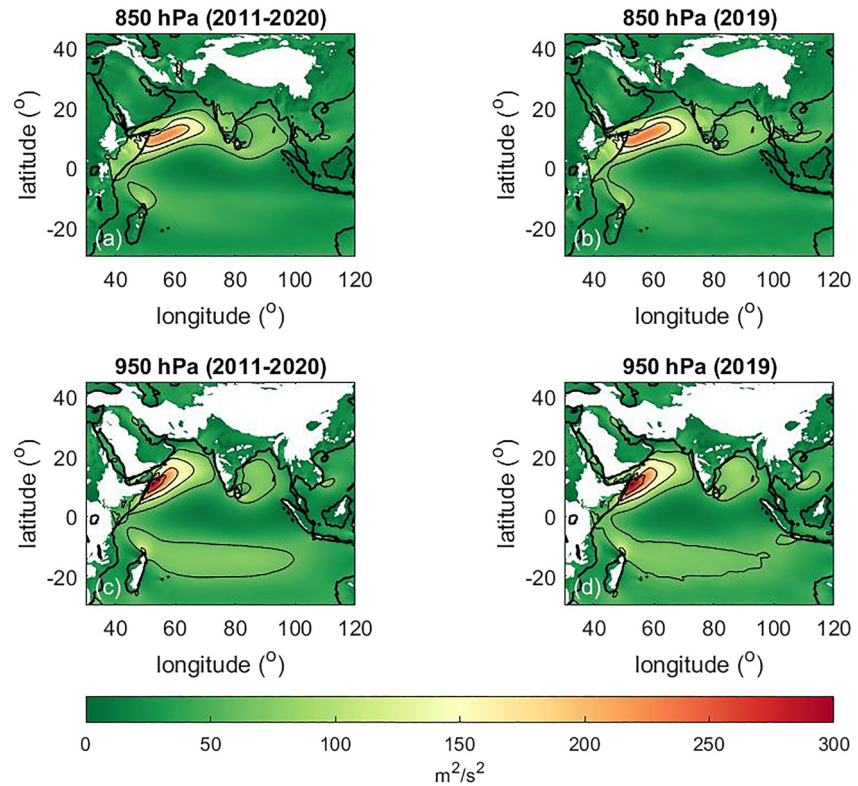 850 hPa (2011-2020)
850 hPa (2019)
40
20
0
-20
latitude (°)
(a)
40 60 80 100 120
longitude (°)
40
20
0
-20
latitude (°)
(b)
40 60 80 100 120
longitude (°)
950 hPa (2011-2020)
950 hPa (2019)
40
20
0
-20
latitude (°)
(c)
40 60 80 100 120
longitude (°)
40
20
0
-20
latitude (°)
(d)
40 60 80 100 120
longitude (°)
0 50 100 150 200 250 300
m²/s²